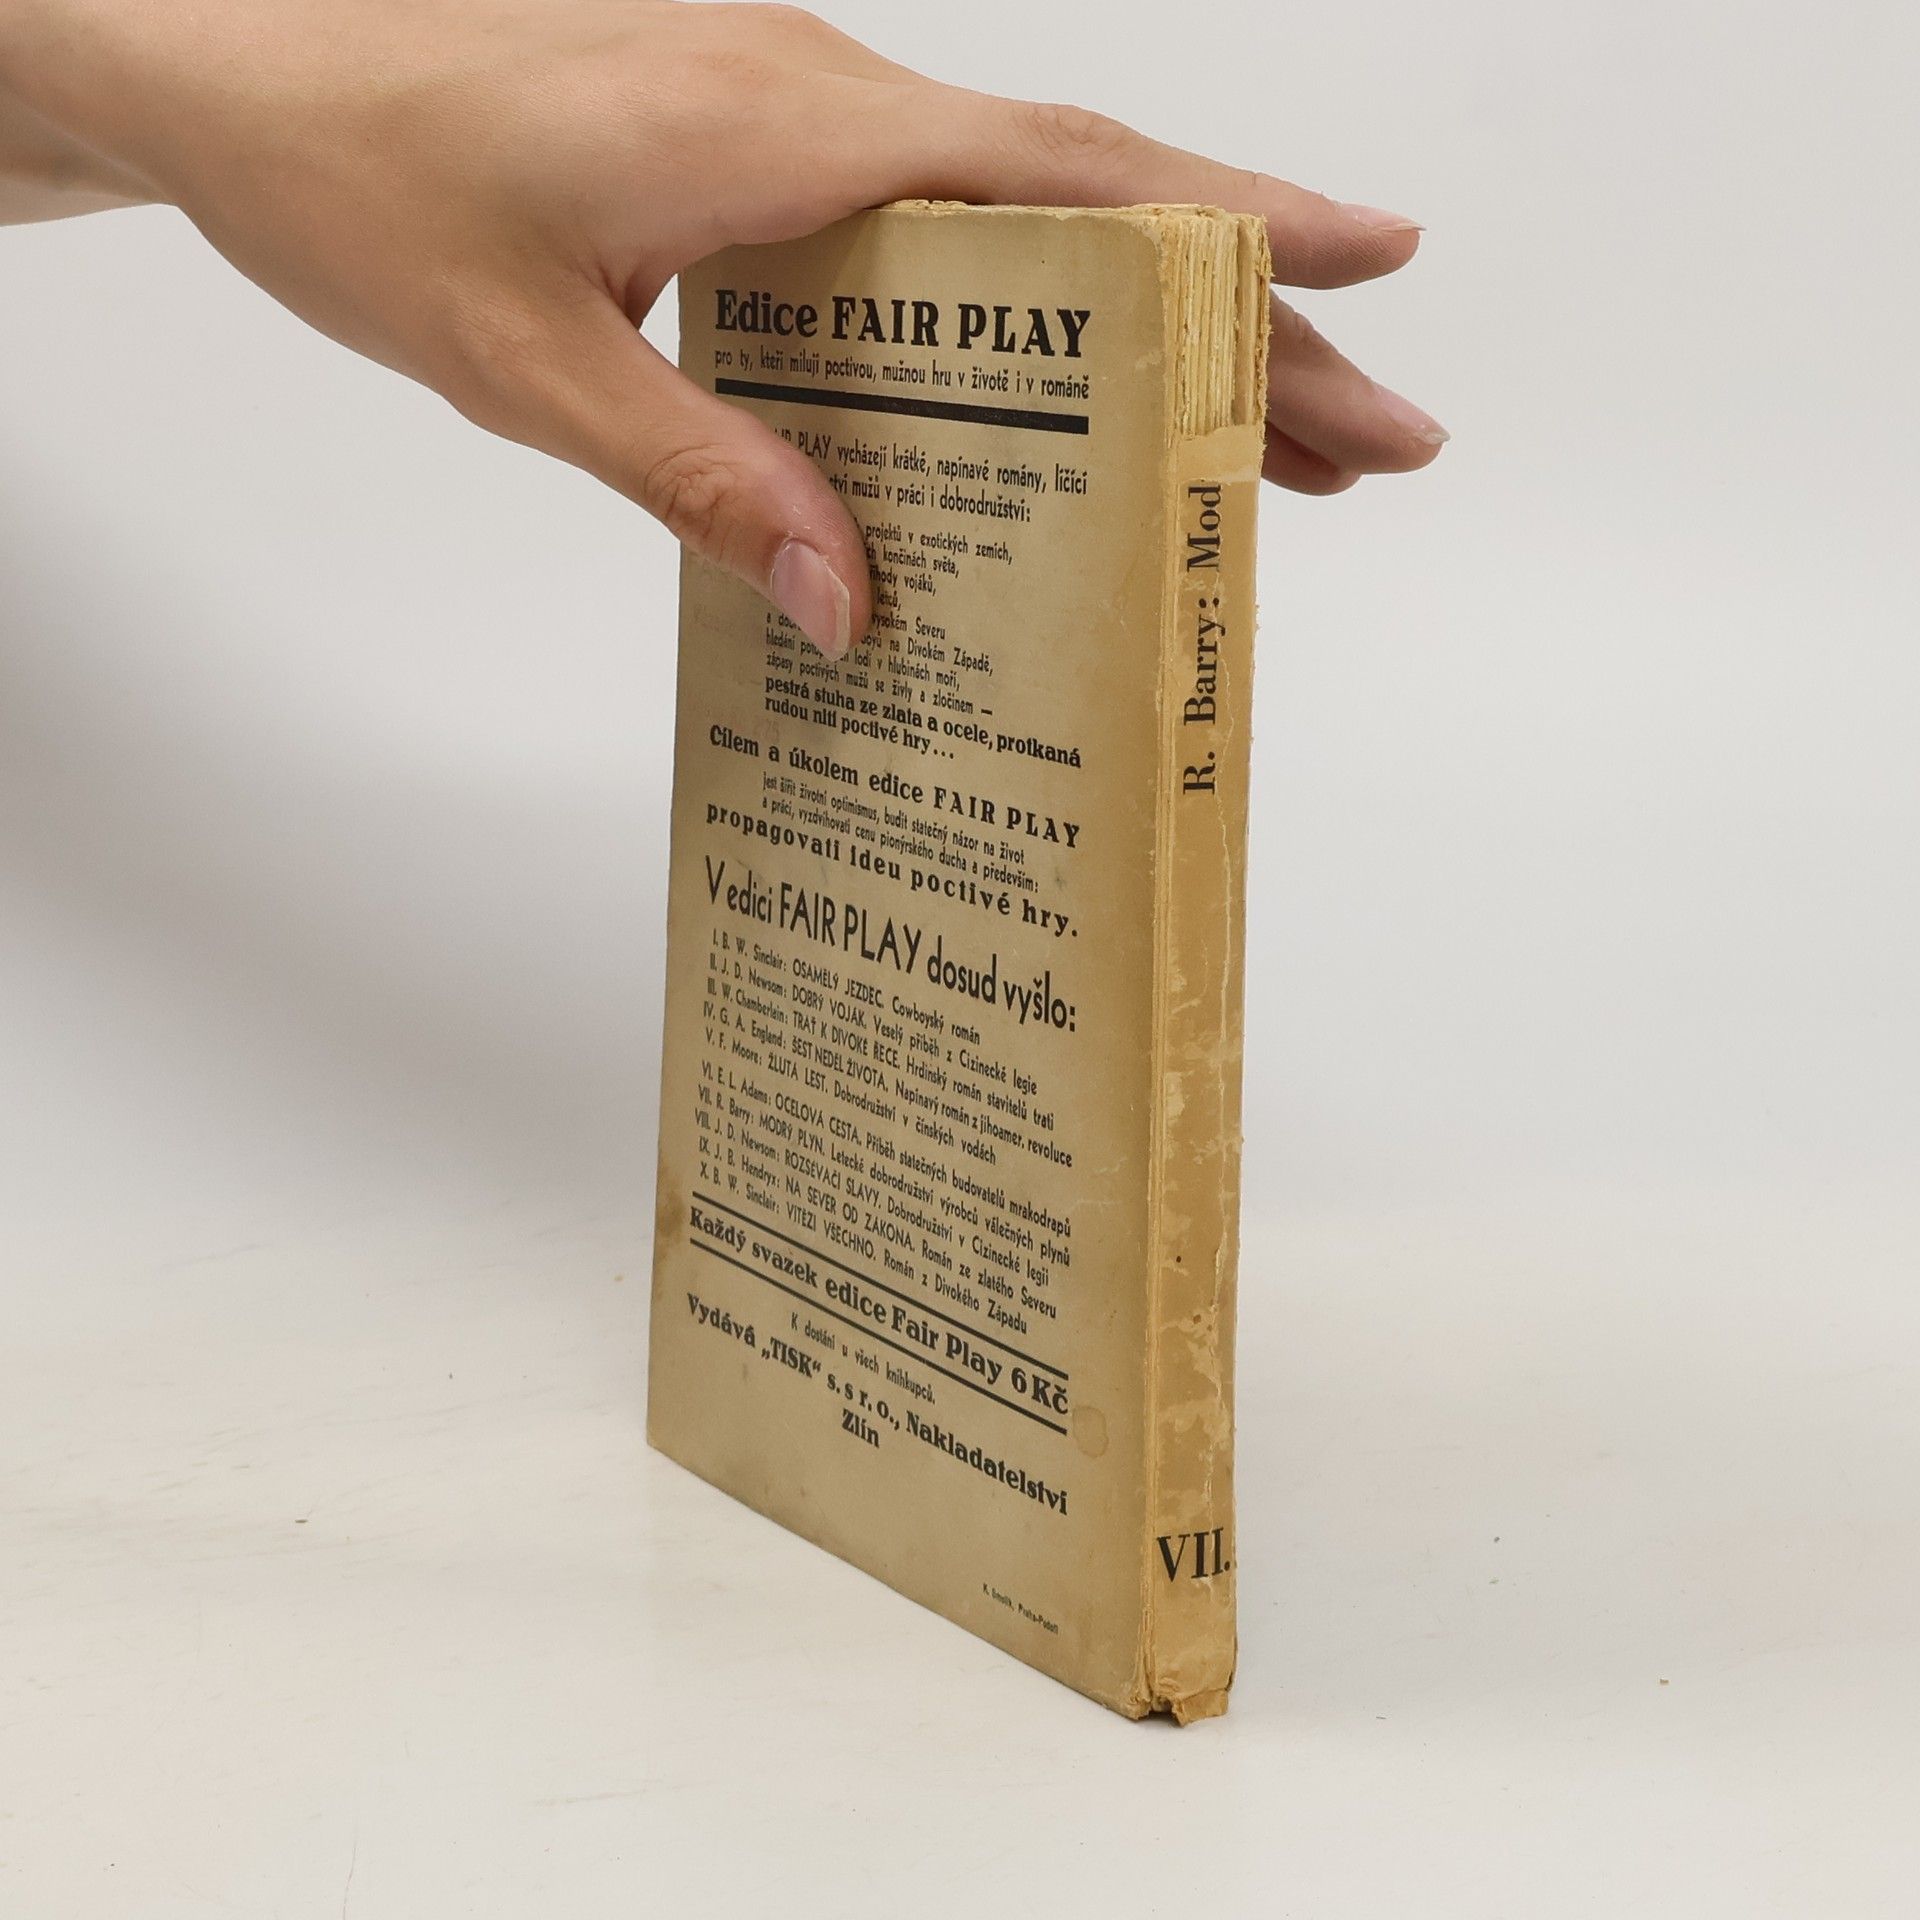 Edice FAIR PLAY
pro ty, kteří milují poctivou, mužnou hru v životě i v románě
PLAY vycházejí krátké, napínavé romány, líčící
mužů v práci i dobrodružství:
projektů v exotických zemích,
končinách světa,
vojáků,
letců,
vysokém Severu
na Divokém Západě,
hledání lodí v hlubinách moří,
zápasy poctivých mužů se živly a zločinem —
pestrá stuha ze zlata a ocele, protkaná
rudou nití poctivé hry...
Cílem a úkolem edice FAIR PLAY
jest šířit životní optimismus, budit statečný názor na život
a práci, vyzdvihovati cenu pionýrského ducha a především:
propagovati ideu poctivé hry.
V edici FAIR PLAY dosud vyšlo:
I. B. W. Sinclair: OSAMĚLÝ JEZDEC. Cowboyský román
II. J. D. Newsom: DOBRÝ VOJÁK. Veselý příběh z Cizinecké legie
III. W. Chamberlain: TRAŤ K DIVOKÉ ŘECE. Hrdinský román stavitelů trati
IV. G. A. England: ŠEST NEDĚL ŽIVOTA. Napínavý román z jihoamer. revoluce
V. F. Moore: ŽLUTÁ LEST. Dobrodružství v čínských vodách
VI. E. L. Adams: OCELOVÁ CESTA. Příběh statečných budovatelů mrakodrapů
VII. R. Barry: MODRÝ PLYN. Letecké dobrodružství výrobců válečných plynů
VIII. J. D. Newsom: ROZSÉVAČI SLÁVY. Dobrodružství v Cizinecké legii
IX. J. B. Hendryx: NA SEVER OD ZÁKONA. Román ze zlatého Severu
X. B. W. Sinclair: VÍTĚZI VŠECHNO. Román z Divokého Západu
Každý svazek edice Fair Play 6 Kč
K dostání u všech knihkupců.
Vydává „TISK“ s. s r. o., Nakladatelství
Zlín
K. Smolík, Praha-Podolí
R. Barry: Mod
VII.